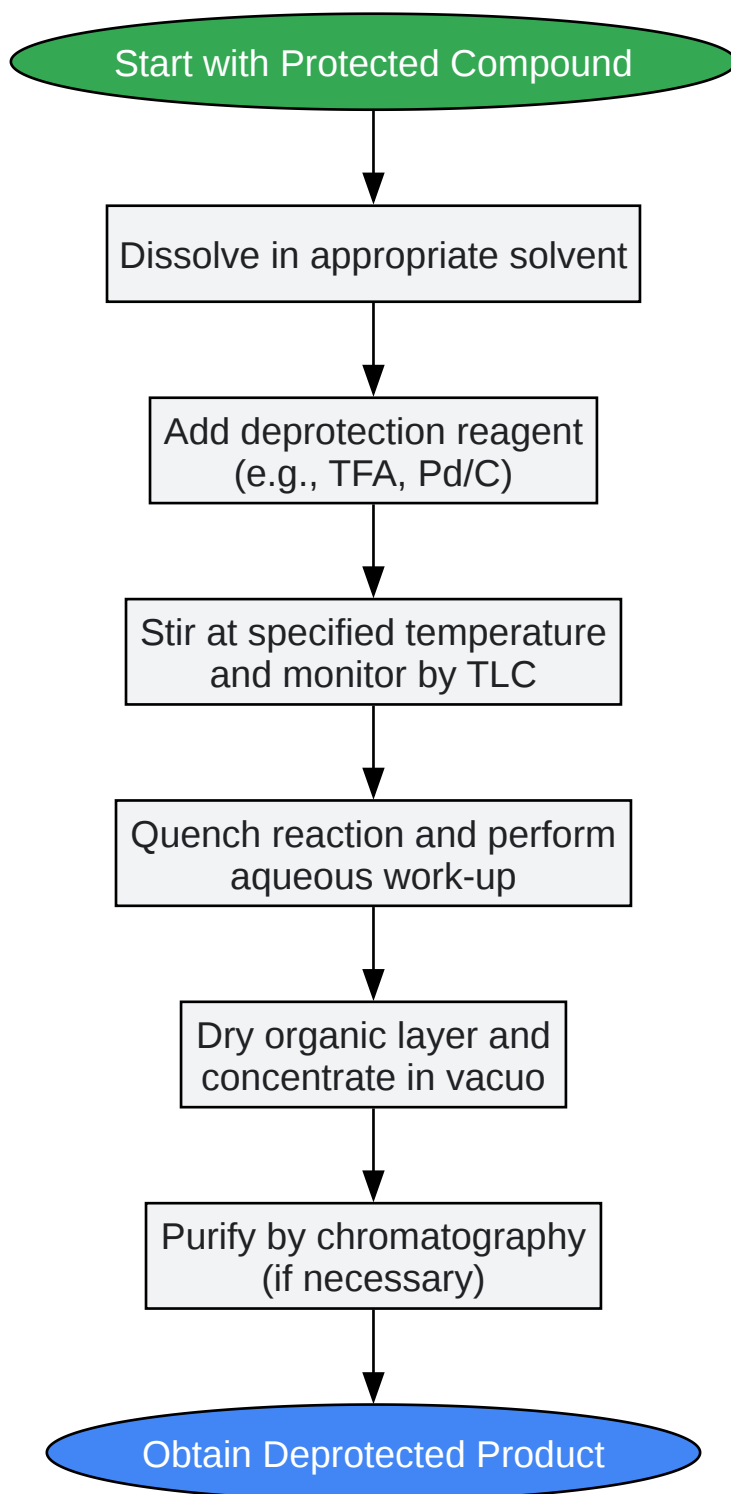 Start with Protected Compound
Dissolve in appropriate solvent
Add deprotection reagent
(e.g., TFA, Pd/C)
Stir at specified temperature
and monitor by TLC
Quench reaction and perform
aqueous work-up
Dry organic layer and
concentrate in vacuo
Purify by chromatography
(if necessary)
Obtain Deprotected Product